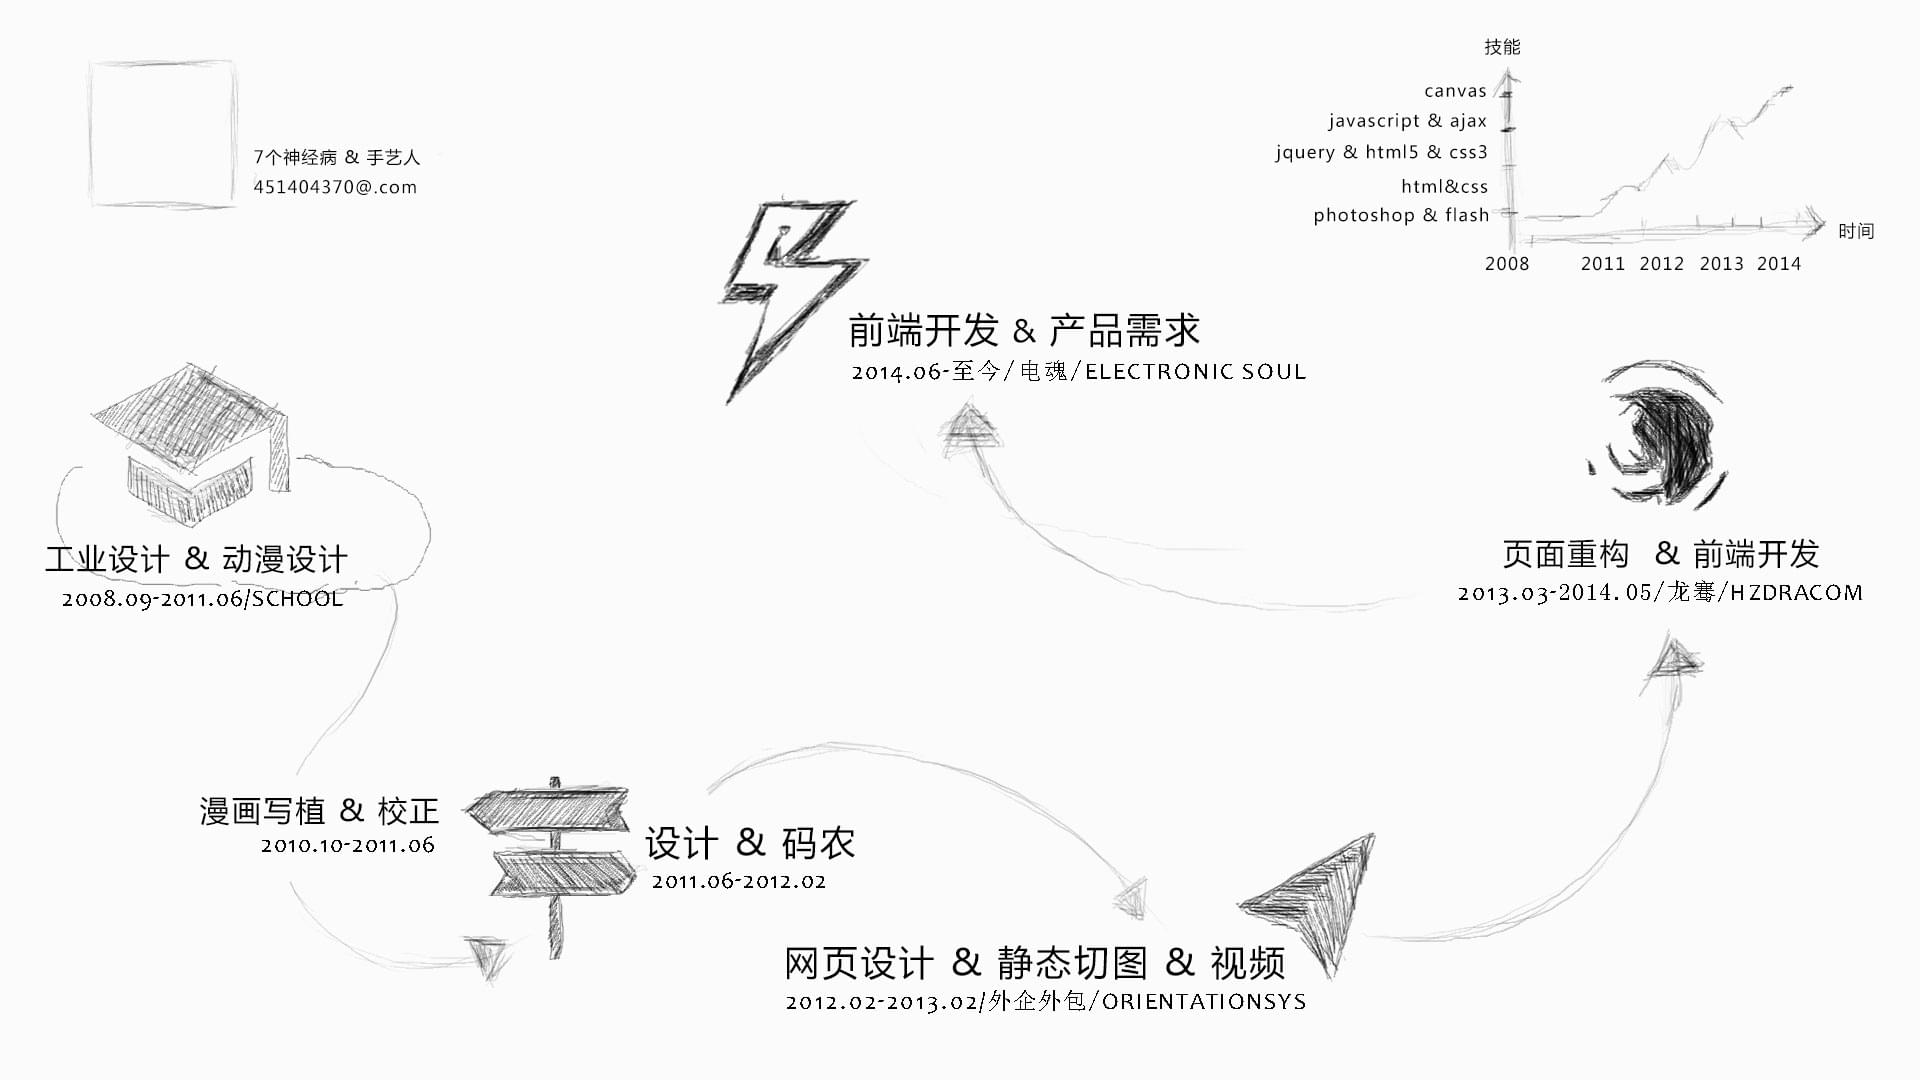 7个神经病 & 手艺人
451404370@.com
技能
canvas
javascript & ajax
jquery & html5 & css3
html&css
photoshop & flash
时间
2008 2011 2012 2013 2014
前端开发 & 产品需求
2014.06-至今/电魂/ELECTRONIC SOUL
工业设计 & 动漫设计
2008.09-2011.06/SCHOOL
页面重构 & 前端开发
2013.03-2014.05/龙骞/HZDRACOM
漫画写植 & 校正
2010.10-2011.06
设计 & 码农
2011.06-2012.02
网页设计 & 静态切图 & 视频
2012.02-2013.02/外企外包/ORIENTATIONSYS